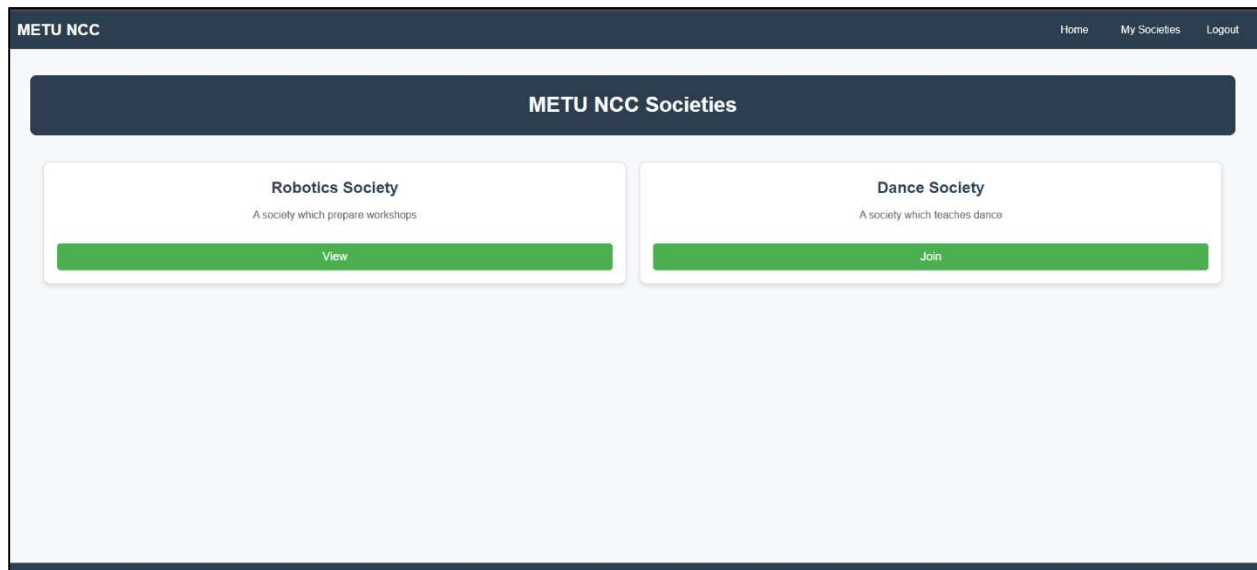 METU NCC
Home My Societies Logout
METU NCC Societies
Robotics Society
A society which prepare workshops
View
Dance Society
A society which teaches dance
Join